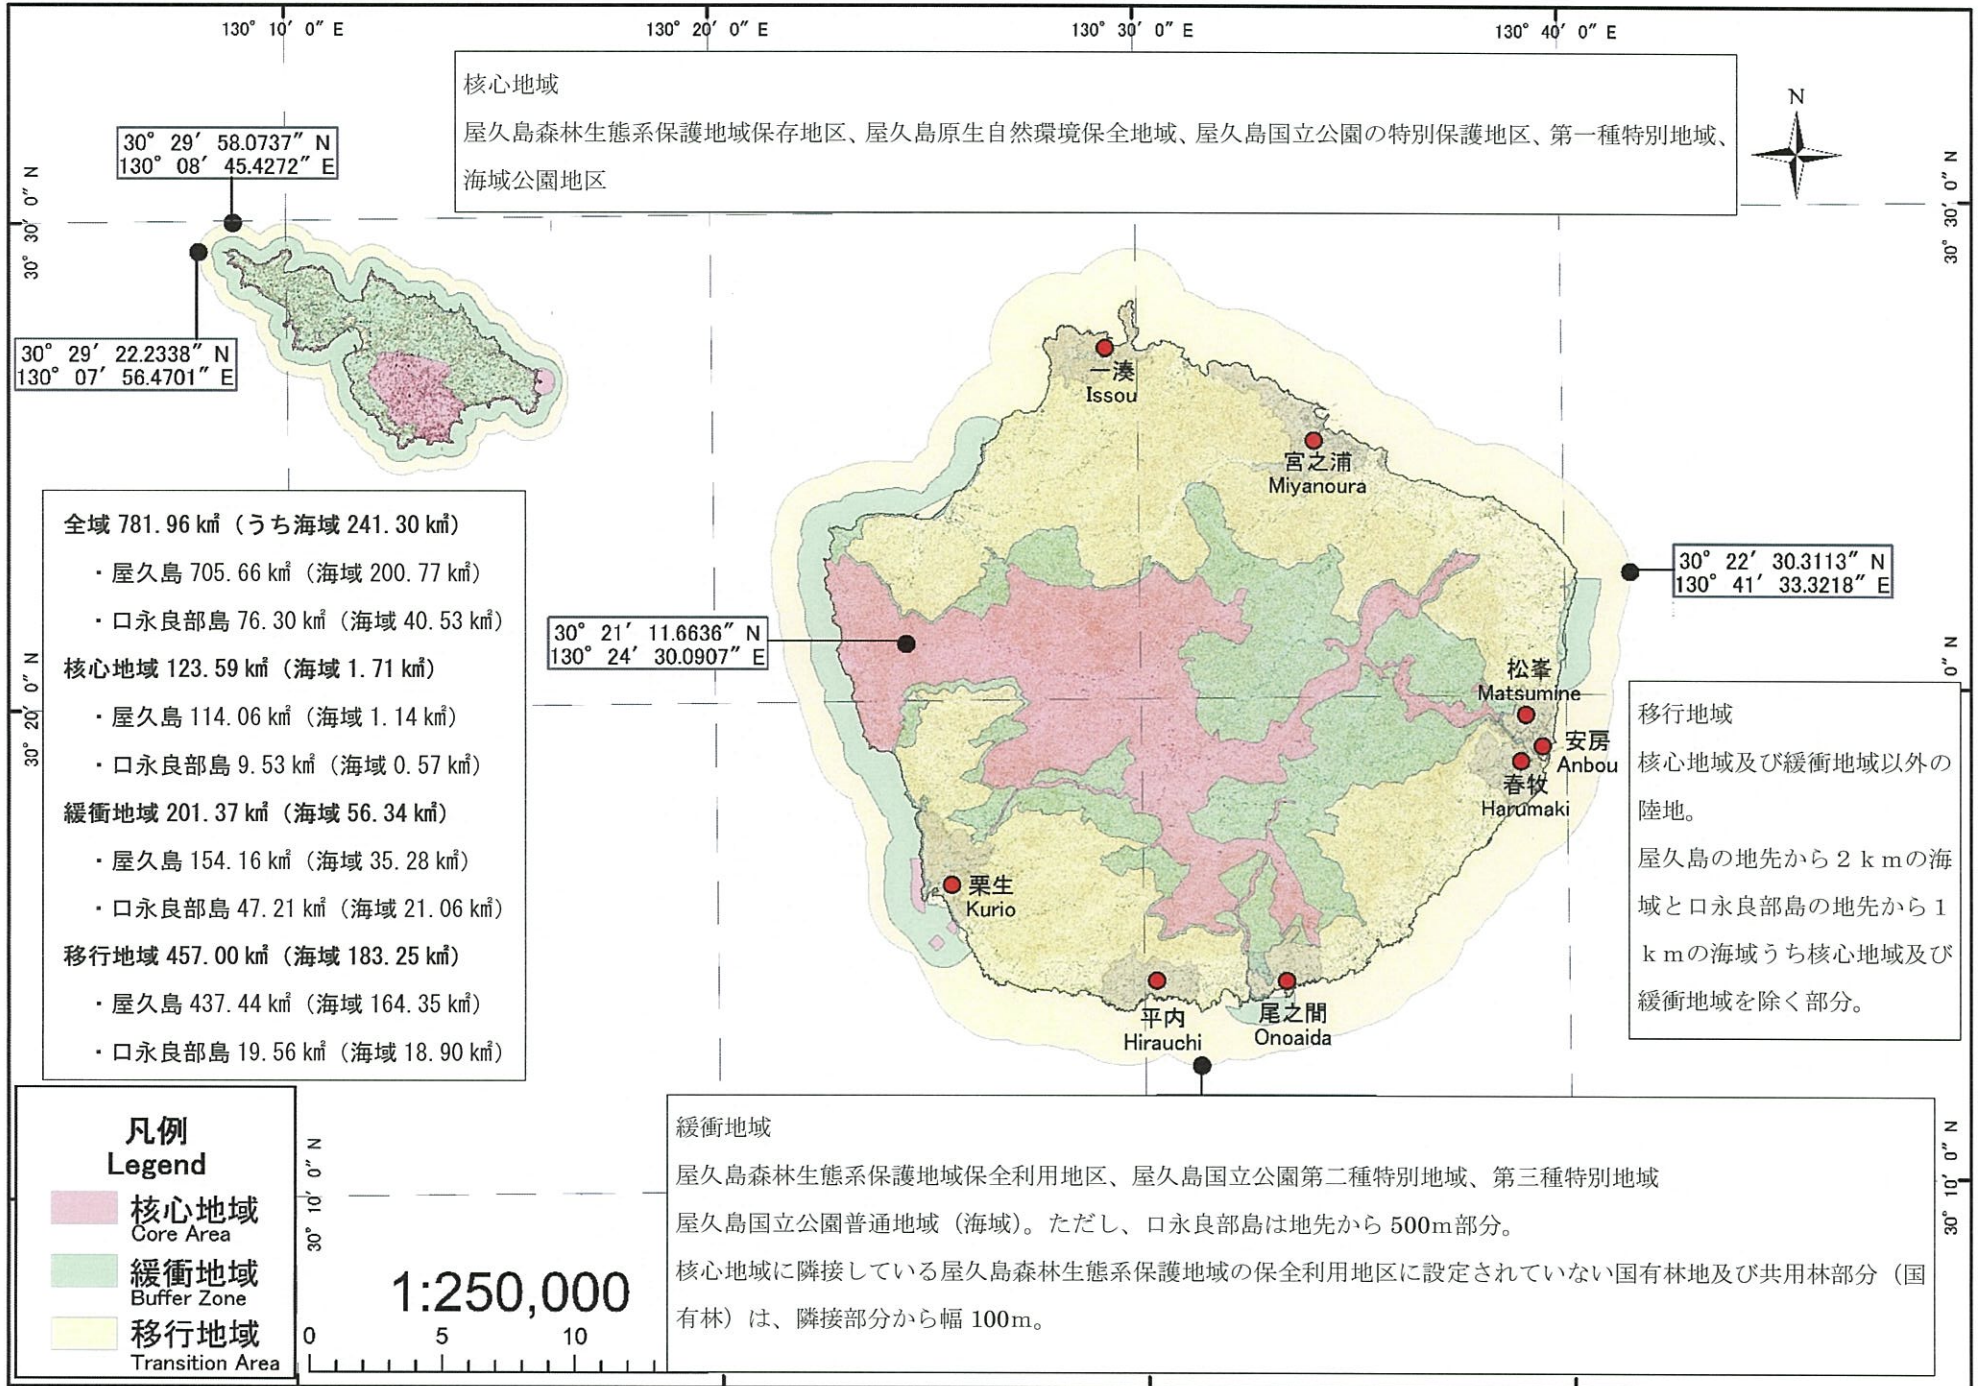 130° 10′ 0″ E
130° 20′ 0″ E
130° 30′ 0″ E
130° 40′ 0″ E
核心地域
屋久島森林生態系保護地域保存地区、屋久島原生自然環境保全地域、屋久島国立公園の特別保護地区、第一種特別地域、
海域公園地区
N
30° 29′ 58.0737″ N
130° 08′ 45.4272″ E
30° 30′ 0″ N
30° 30′ 0″ N
30° 29′ 22.2338″ N
130° 07′ 56.4701″ E
一湊
Issou
宮之浦
Miyanoura
全域 781.96 ㎢（うち海域 241.30 ㎢）
・屋久島 705.66 ㎢（海域 200.77 ㎢）
・口永良部島 76.30 ㎢（海域 40.53 ㎢）
核心地域 123.59 ㎢（海域 1.71 ㎢）
・屋久島 114.06 ㎢（海域 1.14 ㎢）
・口永良部島 9.53 ㎢（海域 0.57 ㎢）
緩衝地域 201.37 ㎢（海域 56.34 ㎢）
・屋久島 154.16 ㎢（海域 35.28 ㎢）
・口永良部島 47.21 ㎢（海域 21.06 ㎢）
移行地域 457.00 ㎢（海域 183.25 ㎢）
・屋久島 437.44 ㎢（海域 164.35 ㎢）
・口永良部島 19.56 ㎢（海域 18.90 ㎢）
30° 22′ 30.3113″ N
130° 41′ 33.3218″ E
30° 21′ 11.6636″ N
130° 24′ 30.0907″ E
30° 20′ 0″ N
0″ N
松峯
Matsumine
安房
Anbou
春牧
Harumaki
栗生
Kurio
平内
Hirauchi
尾之間
Onoaida
移行地域
核心地域及び緩衝地域以外の
陸地。
屋久島の地先から２ｋｍの海
域と口永良部島の地先から１
ｋｍの海域うち核心地域及び
緩衝地域を除く部分。
凡例
Legend
核心地域
Core Area
緩衝地域
Buffer Zone
移行地域
Transition Area
30° 10′ 0″ N
1:250,000
0 5 10
緩衝地域
屋久島森林生態系保護地域保全利用地区、屋久島国立公園第二種特別地域、第三種特別地域
屋久島国立公園普通地域（海域）。ただし、口永良部島は地先から 500m部分。
核心地域に隣接している屋久島森林生態系保護地域の保全利用地区に設定されていない国有林地及び共用林部分（国
有林）は、隣接部分から幅 100m。
30° 10′ 0″ N